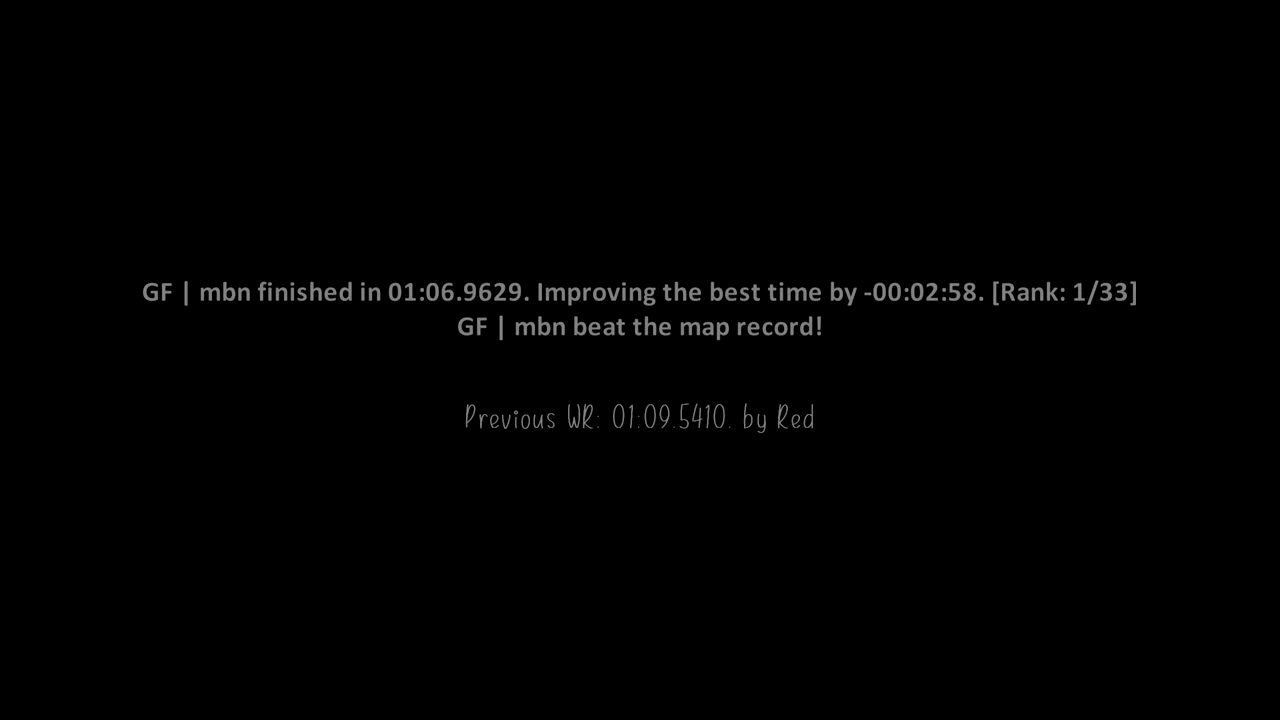 GF | mbn finished in 01:06.9629. Improving the best time by -00:02:58. [Rank: 1/33]
GF | mbn beat the map record!
Previous WR: 01:09.5410. by Red